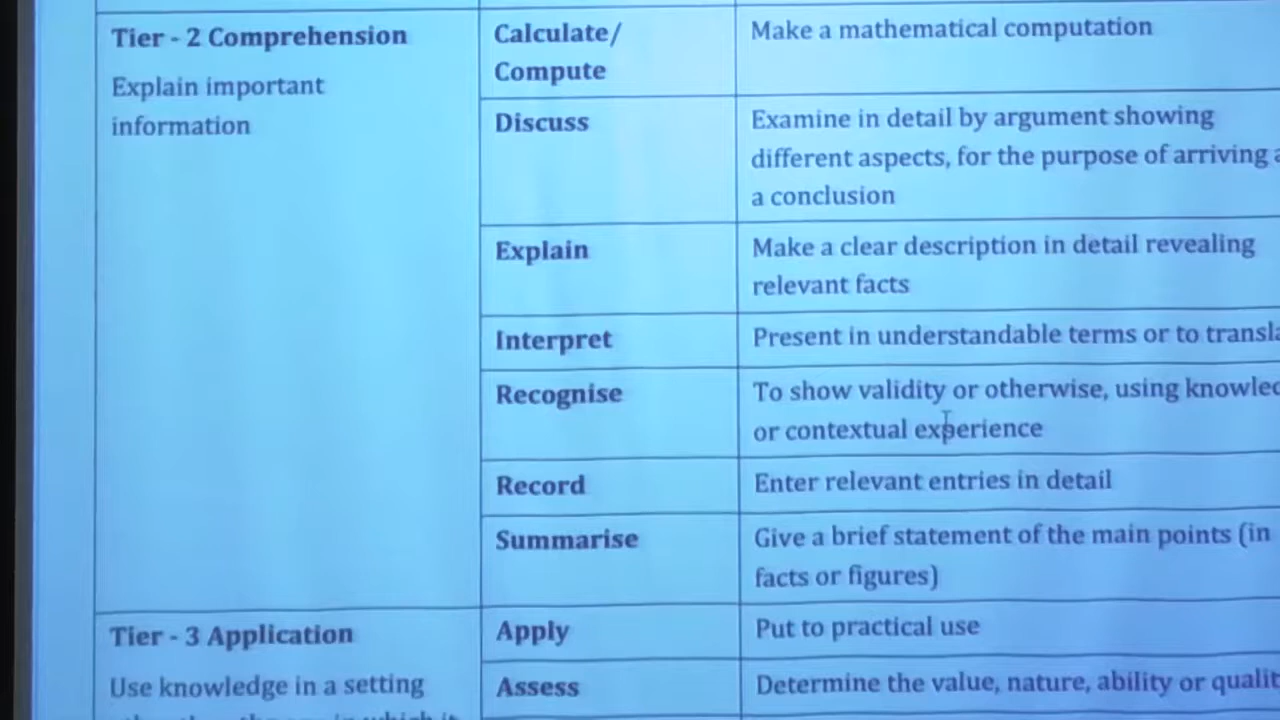 Tier - 2 Comprehension
Explain important
information
Calculate/
Compute
Make a mathematical computation
Discuss
Examine in detail by argument showing
different aspects, for the purpose of arriving
a conclusion
Explain
Make a clear description in detail revealing
relevant facts
Interpret
Present in understandable terms or to
Recognise
To show validity or otherwise, using
or contextual experience
Record
Enter relevant entries in detail
Summarise
Give a brief statement of the main points (in
facts or figures)
Tier - 3 Application
Use knowledge in a setting
Apply
Put to practical use
Assess
Determine the value, nature, ability or